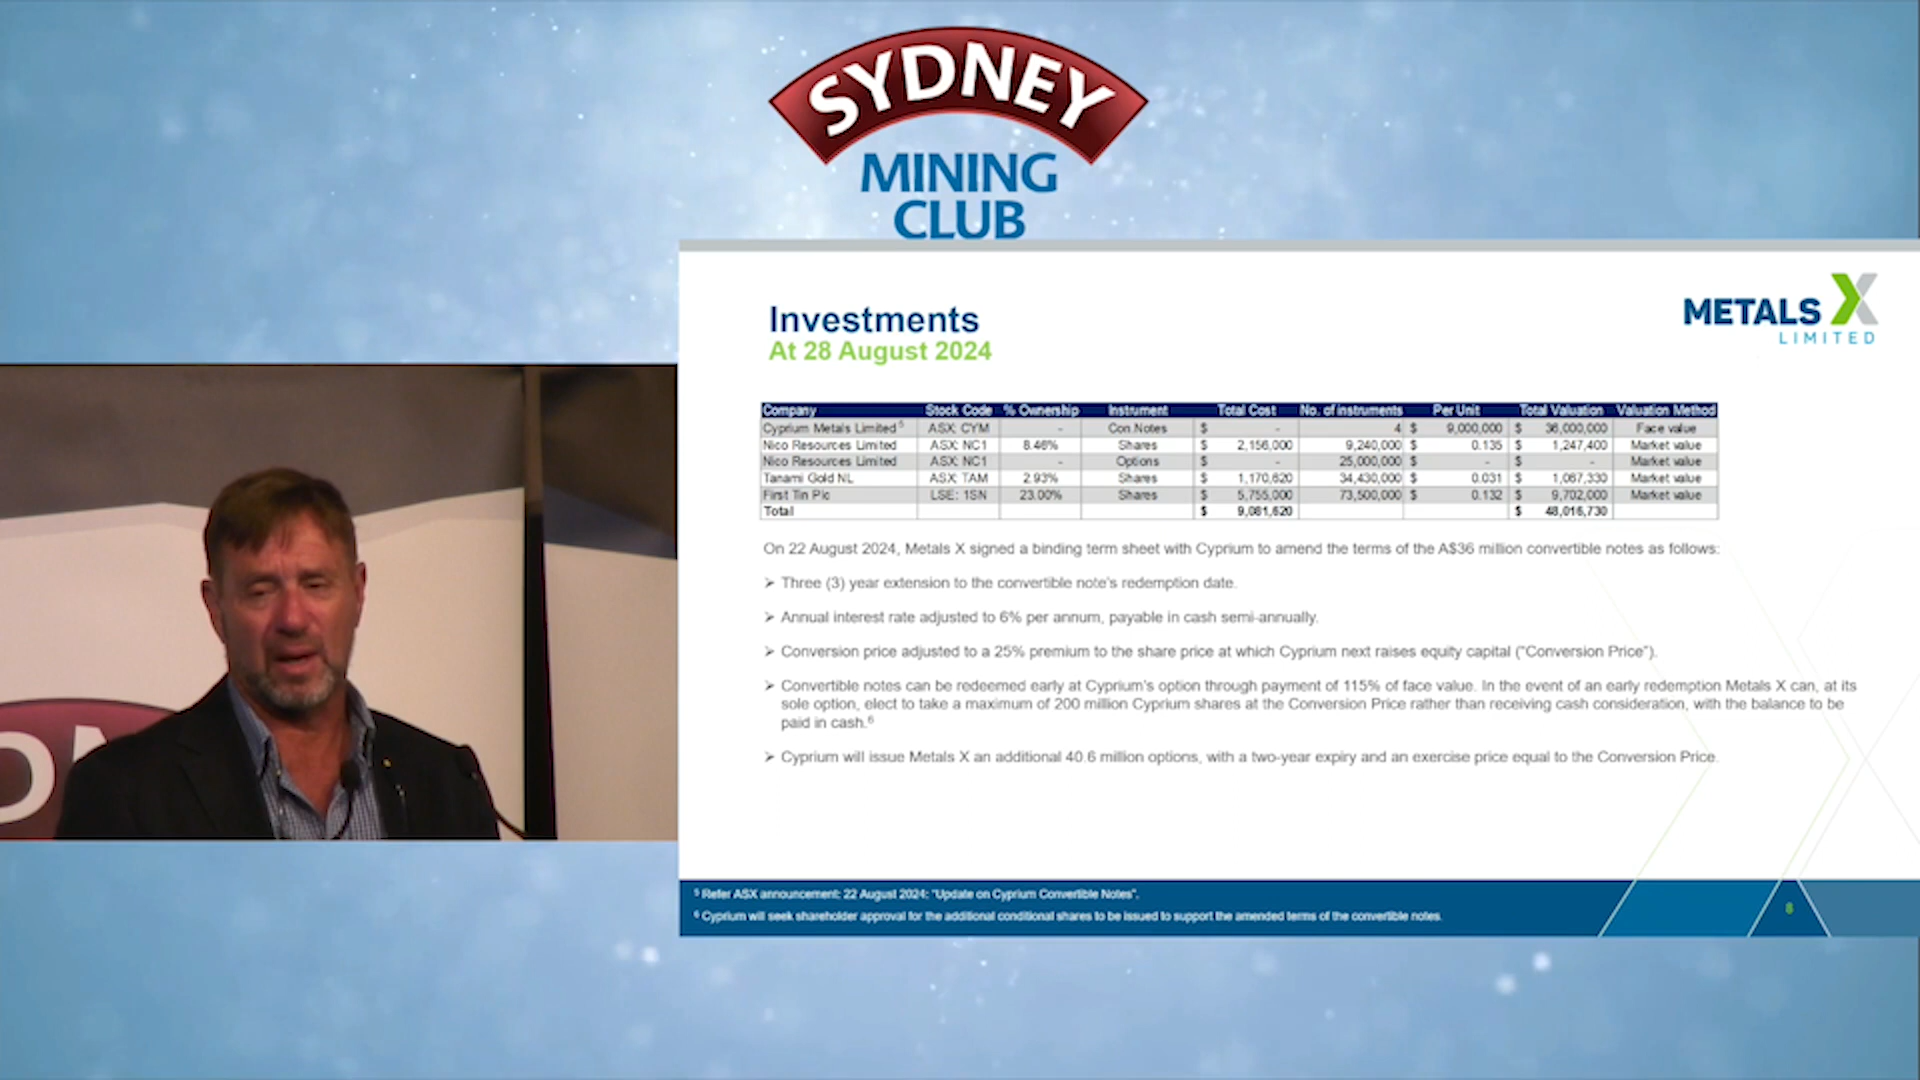 SYDNEY
MINING
CLUB
METALS X
LIMITED
Investments
At 28 August 2024
Company Stock Code % Ownership Instrument Total Cost No. of instruments Per Unit Total Valuation Valuation Method
Cyprium Metals Limited 5 ASX: CYM - Con.Notes $ - 4 $ 9,000,000 $ 36,000,000 Face value
Nico Resources Limited ASX: NC1 8.46% Shares $ 2,156,000 9,240,000 $ 0.135 $ 1,247,400 Market value
Nico Resources Limited ASX: NC1 - Options $ - 25,000,000 $ - $ - Market value
Tanami Gold NL ASX: TAM 2.93% Shares $ 1,170,620 34,430,000 $ 0.031 $ 1,067,330 Market value
First Tin Plc LSE: 1SN 23.00% Shares $ 5,755,000 73,500,000 $ 0.132 $ 9,702,000 Market value
Total $ 9,081,620 $ 48,016,730
On 22 August 2024, Metals X signed a binding term sheet with Cyprium to amend the terms of the A$36 million convertible notes as follows:
➢ Three (3) year extension to the convertible note's redemption date.
➢ Annual interest rate adjusted to 6% per annum, payable in cash semi-annually.
➢ Conversion price adjusted to a 25% premium to the share price at which Cyprium next raises equity capital ("Conversion Price").
➢ Convertible notes can be redeemed early at Cyprium's option through payment of 115% of face value. In the event of an early redemption Metals X can, at its
sole option, elect to take a maximum of 200 million Cyprium shares at the Conversion Price rather than receiving cash consideration, with the balance to be
paid in cash.6
➢ Cyprium will issue Metals X an additional 40.6 million options, with a two-year expiry and an exercise price equal to the Conversion Price.
5 Refer ASX announcement: 22 August 2024: "Update on Cyprium Convertible Notes".
6 Cyprium will seek shareholder approval for the additional conditional shares to be issued to support the amended terms of the convertible notes.
8